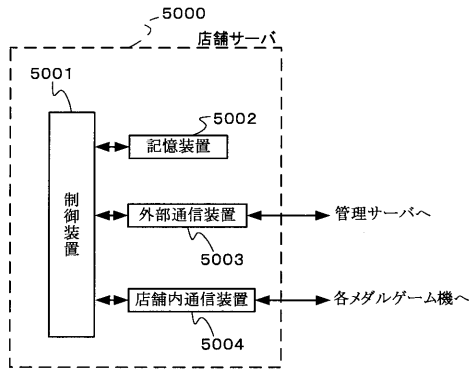 5000
店舗サーバ
5001
5002
記憶装置
制御装置
外部通信装置
管理サーバへ
5003
店舗内通信装置
各メダルゲーム機へ
5004